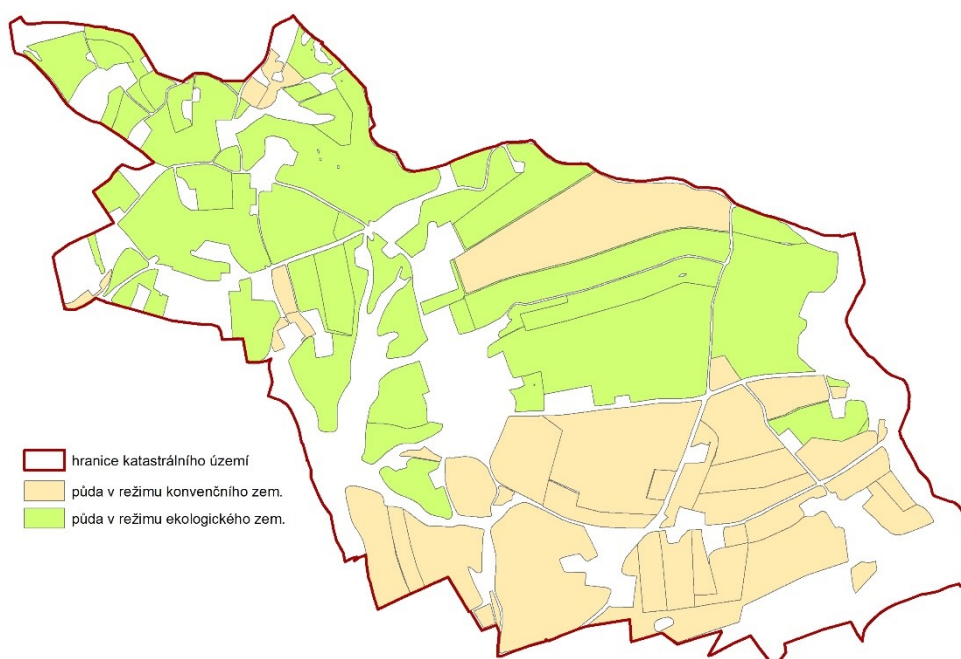 hranice katastrálního území
půda v režimu konvenčního zem.
půda v režimu ekologického zem.